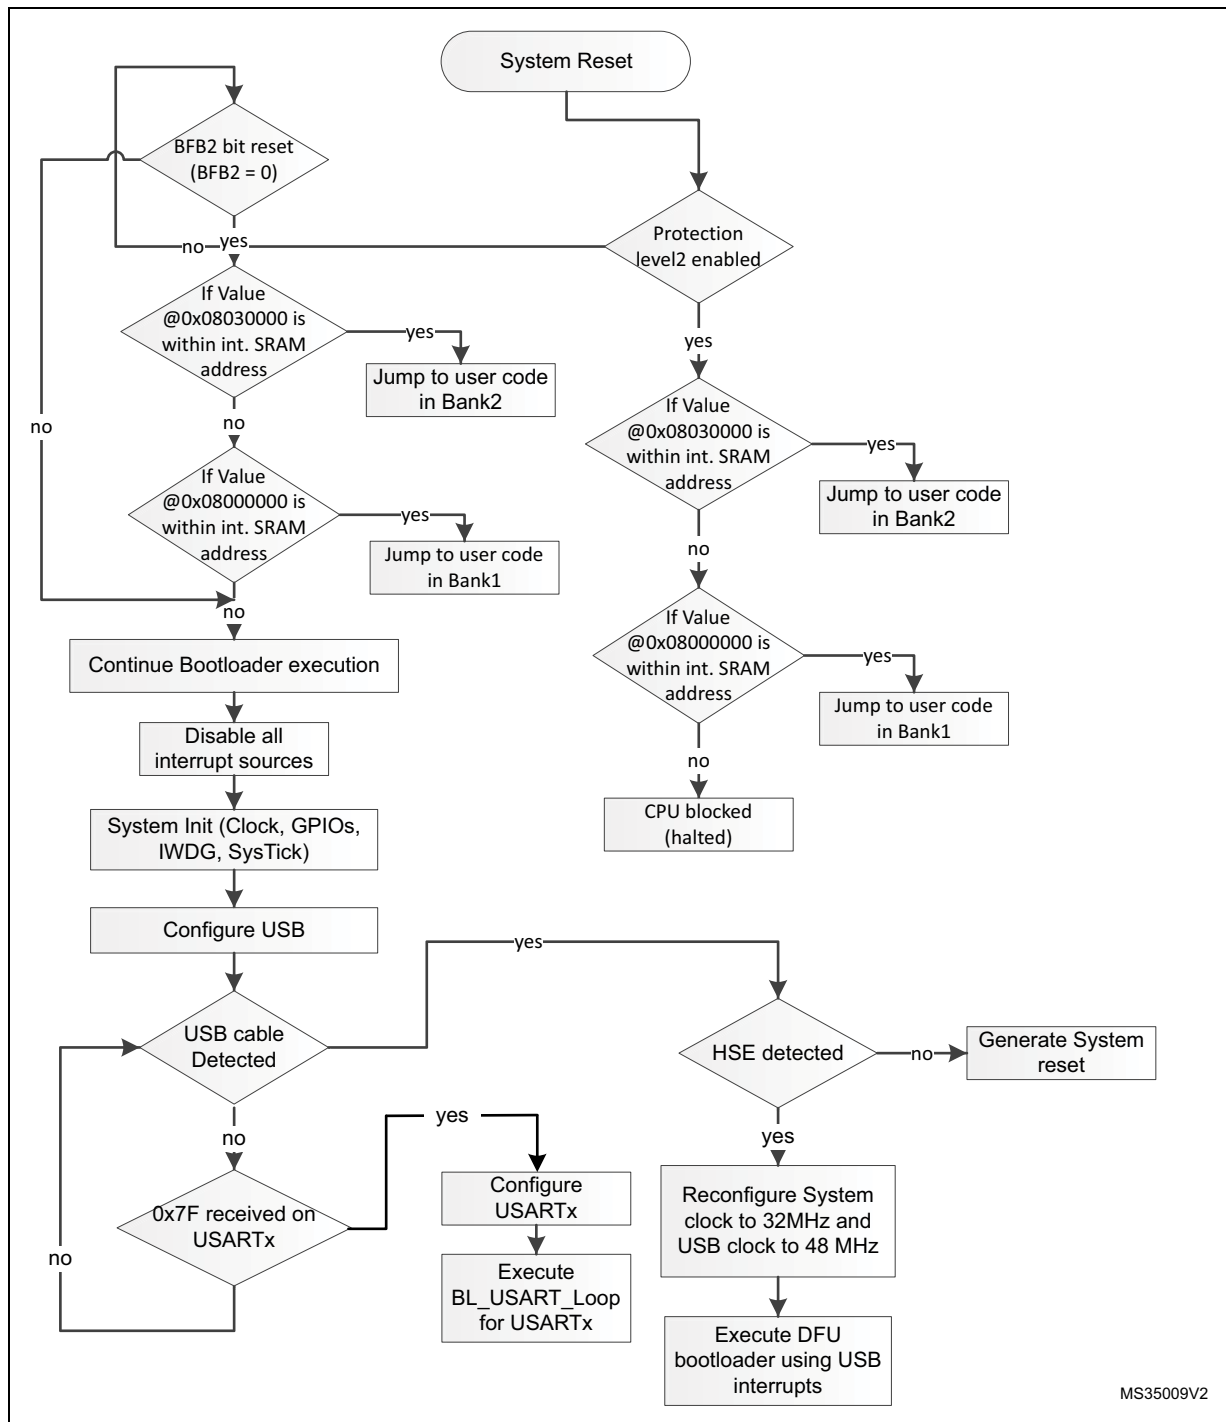 System Reset
BFB2 bit reset
(BFB2 = 0)
no
yes
Protection
level2 enabled
If Value
@0x08030000 is
within int. SRAM
address
yes
Jump to user code
in Bank2
yes
no
no
If Value
@0x08030000 is
within int. SRAM
address
yes
Jump to user code
in Bank2
If Value
@0x08000000 is
within int. SRAM
address
yes
Jump to user code
in Bank1
no
no
If Value
@0x08000000 is
within int. SRAM
address
yes
Jump to user code
in Bank1
no
CPU blocked
(halted)
Continue Bootloader execution
Disable all
interrupt sources
System Init (Clock, GPIOs,
IWDG, SysTick)
Configure USB
yes
USB cable
Detected
HSE detected
no
Generate System
reset
no
yes
yes
0x7F received on
USARTx
no
Configure
USARTx
Execute
BL_USART_Loop
for USARTx
Reconfigure System
clock to 32MHz and
USB clock to 48 MHz
Execute DFU
bootloader using USB
interrupts
MS35009V2